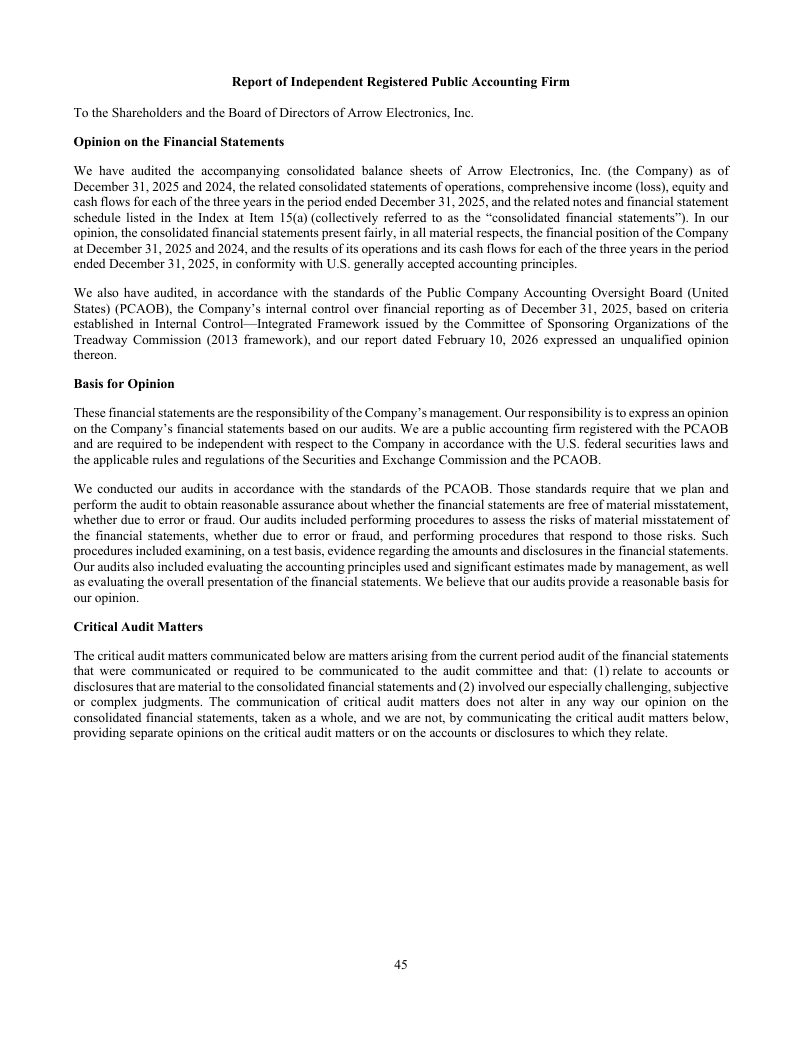 Report of Independent Registered Public Accounting Firm
To the Shareholders and the Board of Directors of Arrow Electronics, Inc.
Opinion on the Financial Statements
We have audited the accompanying consolidated balance sheets of Arrow Electronics, Inc. (the Company) as of
December 31, 2025 and 2024, the related consolidated statements of operations, comprehensive income (loss), equity and
cash flows for each of the three years in the period ended December 31, 2025, and the related notes and financial statement
schedule listed in the Index at Item 15(a) (collectively referred to as the “consolidated financial statements”). In our
opinion, the consolidated financial statements present fairly, in all material respects, the financial position of the Company
at December 31, 2025 and 2024, and the results of its operations and its cash flows for each of the three years in the period
ended December 31, 2025, in conformity with U.S. generally accepted accounting principles.
We also have audited, in accordance with the standards of the Public Company Accounting Oversight Board (United
States) (PCAOB), the Company’s internal control over financial reporting as of December 31, 2025, based on criteria
established in Internal Control—Integrated Framework issued by the Committee of Sponsoring Organizations of the
Treadway Commission (2013 framework), and our report dated February 10, 2026 expressed an unqualified opinion
thereon.
Basis for Opinion
These financial statements are the responsibility of the Company’s management. Our responsibility is to express an opinion
on the Company’s financial statements based on our audits. We are a public accounting firm registered with the PCAOB
and are required to be independent with respect to the Company in accordance with the U.S. federal securities laws and
the applicable rules and regulations of the Securities and Exchange Commission and the PCAOB.
We conducted our audits in accordance with the standards of the PCAOB. Those standards require that we plan and
perform the audit to obtain reasonable assurance about whether the financial statements are free of material misstatement,
whether due to error or fraud. Our audits included performing procedures to assess the risks of material misstatement of
the financial statements, whether due to error or fraud, and performing procedures that respond to those risks. Such
procedures included examining, on a test basis, evidence regarding the amounts and disclosures in the financial statements.
Our audits also included evaluating the accounting principles used and significant estimates made by management, as well
as evaluating the overall presentation of the financial statements. We believe that our audits provide a reasonable basis for
our opinion.
Critical Audit Matters
The critical audit matters communicated below are matters arising from the current period audit of the financial statements
that were communicated or required to be communicated to the audit committee and that: (1) relate to accounts or
disclosures that are material to the consolidated financial statements and (2) involved our especially challenging, subjective
or complex judgments. The communication of critical audit matters does not alter in any way our opinion on the
consolidated financial statements, taken as a whole, and we are not, by communicating the critical audit matters below,
providing separate opinions on the critical audit matters or on the accounts or disclosures to which they relate.
45